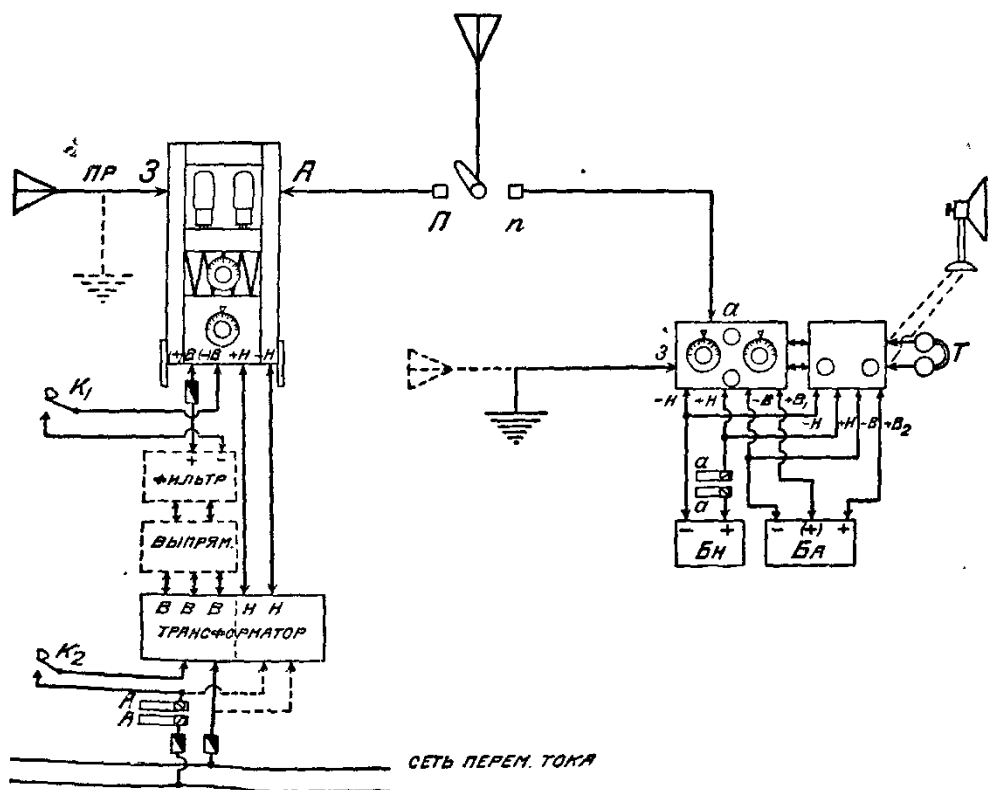 ПР З А
П п
+ В (-) В +Н -Н
К1
+ -
ФИЛЬТР
ВЫПРЯМ.
В В В Н Н
ТРАНСФОРМАТОР
К2
А
А
СЕТЬ ПЕРЕМ. ТОКА
а
З
Т
-Н +Н -В +В1
-Н +Н -В +В2
а
а
- +
БН
- (+) +
БА